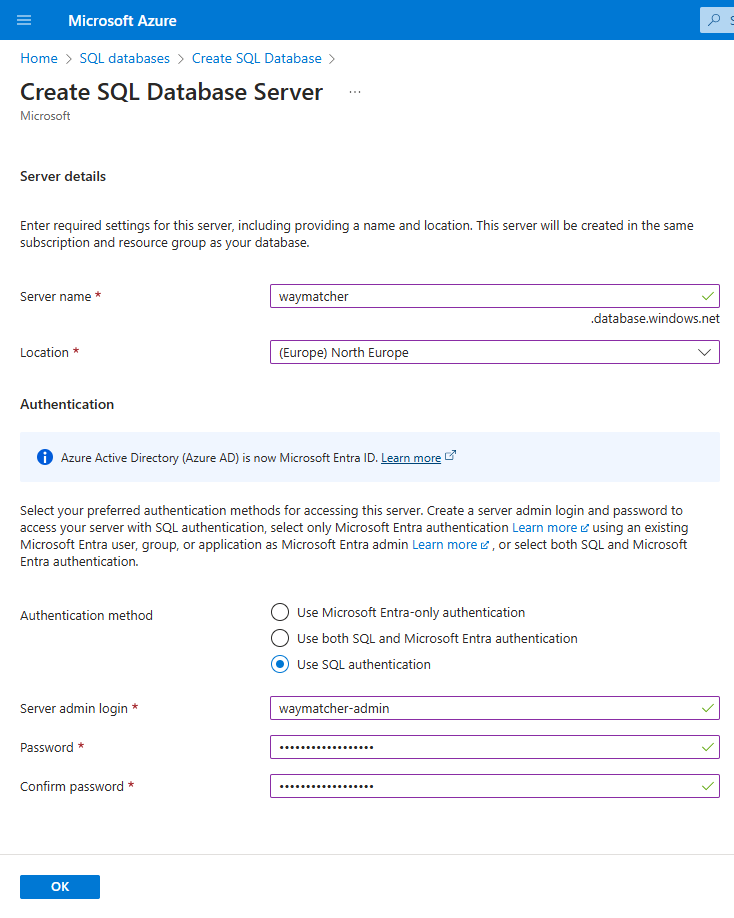 Microsoft Azure
Home > SQL databases > Create SQL Database >
Create SQL Database Server ...
Microsoft
Server details
Enter required settings for this server, including providing a name and location. This server will be created in the same
subscription and resource group as your database.
Server name * waymatcher
.database.windows.net
Location * (Europe) North Europe
Authentication
Azure Active Directory (Azure AD) is now Microsoft Entra ID. Learn more
Select your preferred authentication methods for accessing this server. Create a server admin login and password to
access your server with SQL authentication, select only Microsoft Entra authentication Learn more using an existing
Microsoft Entra user, group, or application as Microsoft Entra admin Learn more , or select both SQL and Microsoft
Entra authentication.
Authentication method
Use Microsoft Entra-only authentication
Use both SQL and Microsoft Entra authentication
Use SQL authentication
Server admin login * waymatcher-admin
Password * ••••••••••••••••••
Confirm password * ••••••••••••••••••
OK